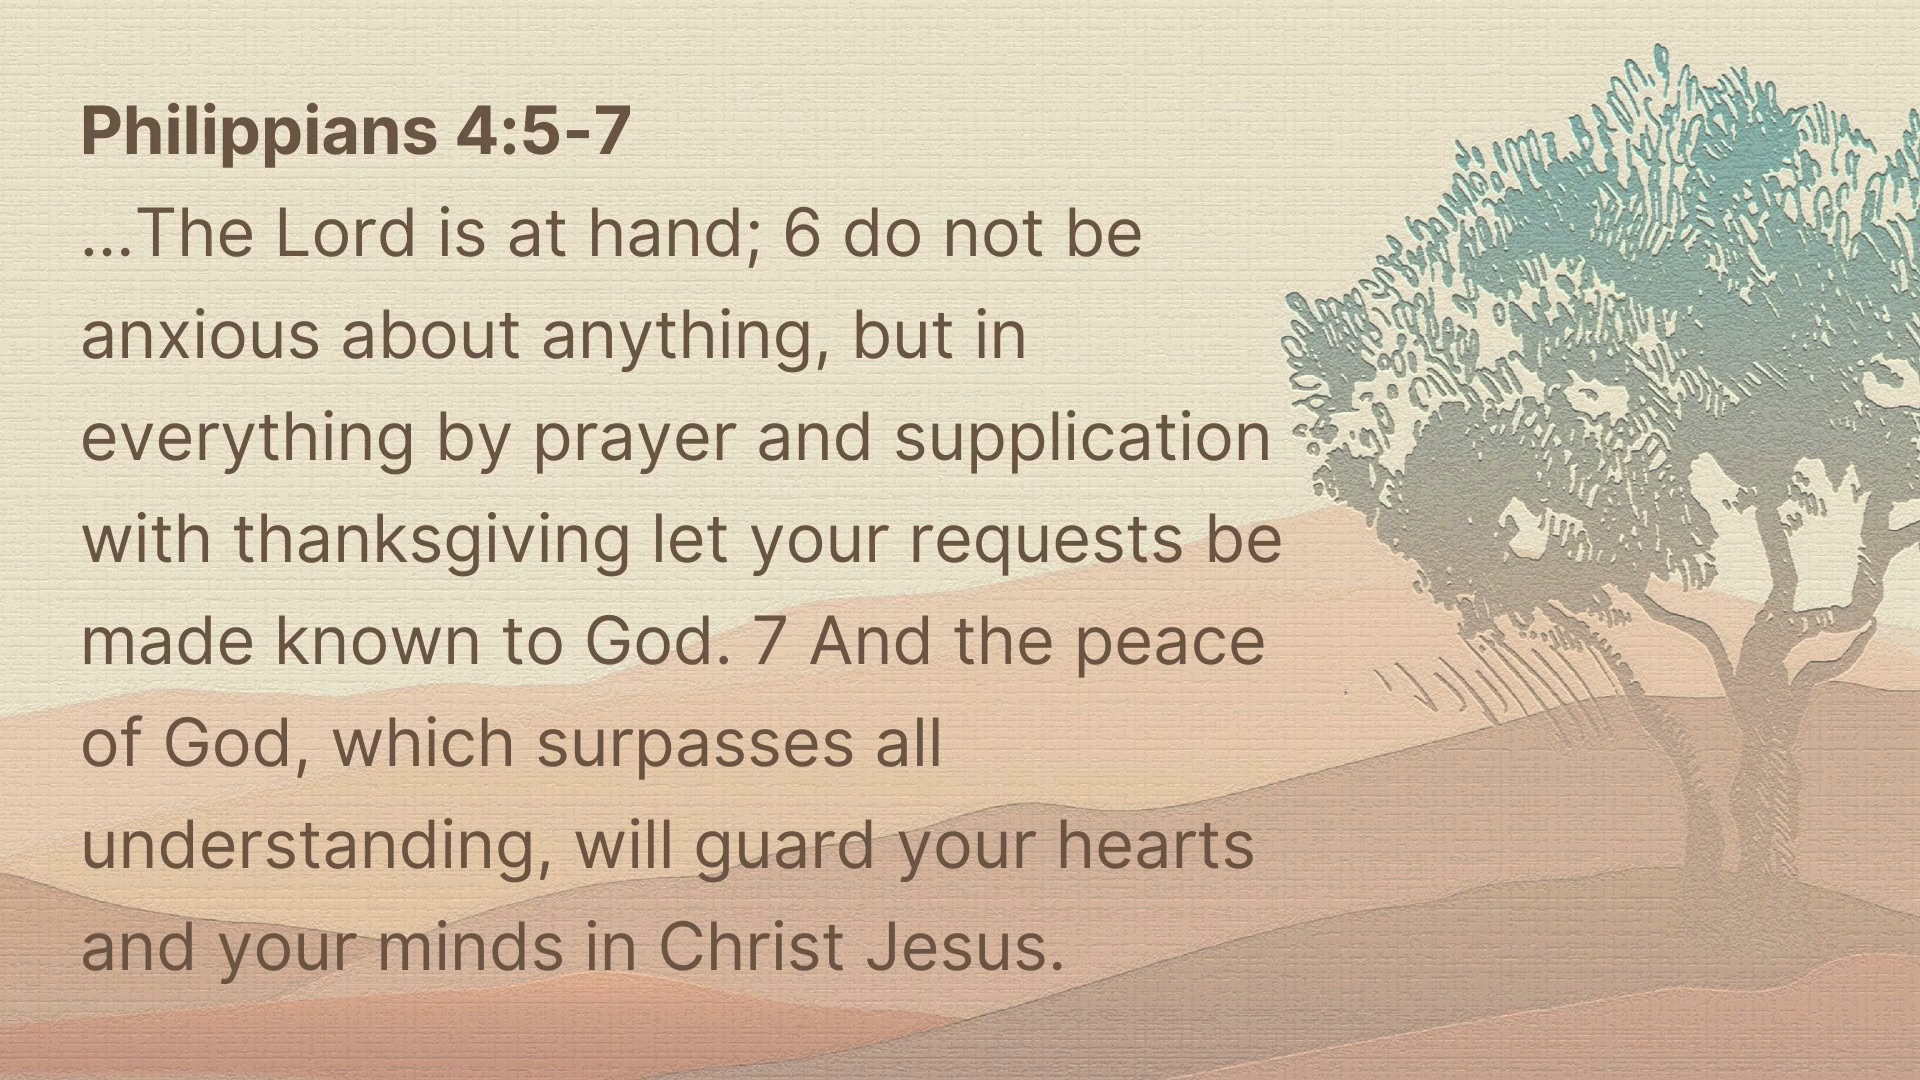 Philippians 4:5-7
...The Lord is at hand; 6 do not be
anxious about anything, but in
everything by prayer and supplication
with thanksgiving let your requests be
made known to God. 7 And the peace
of God, which surpasses all
understanding, will guard your hearts
and your minds in Christ Jesus.